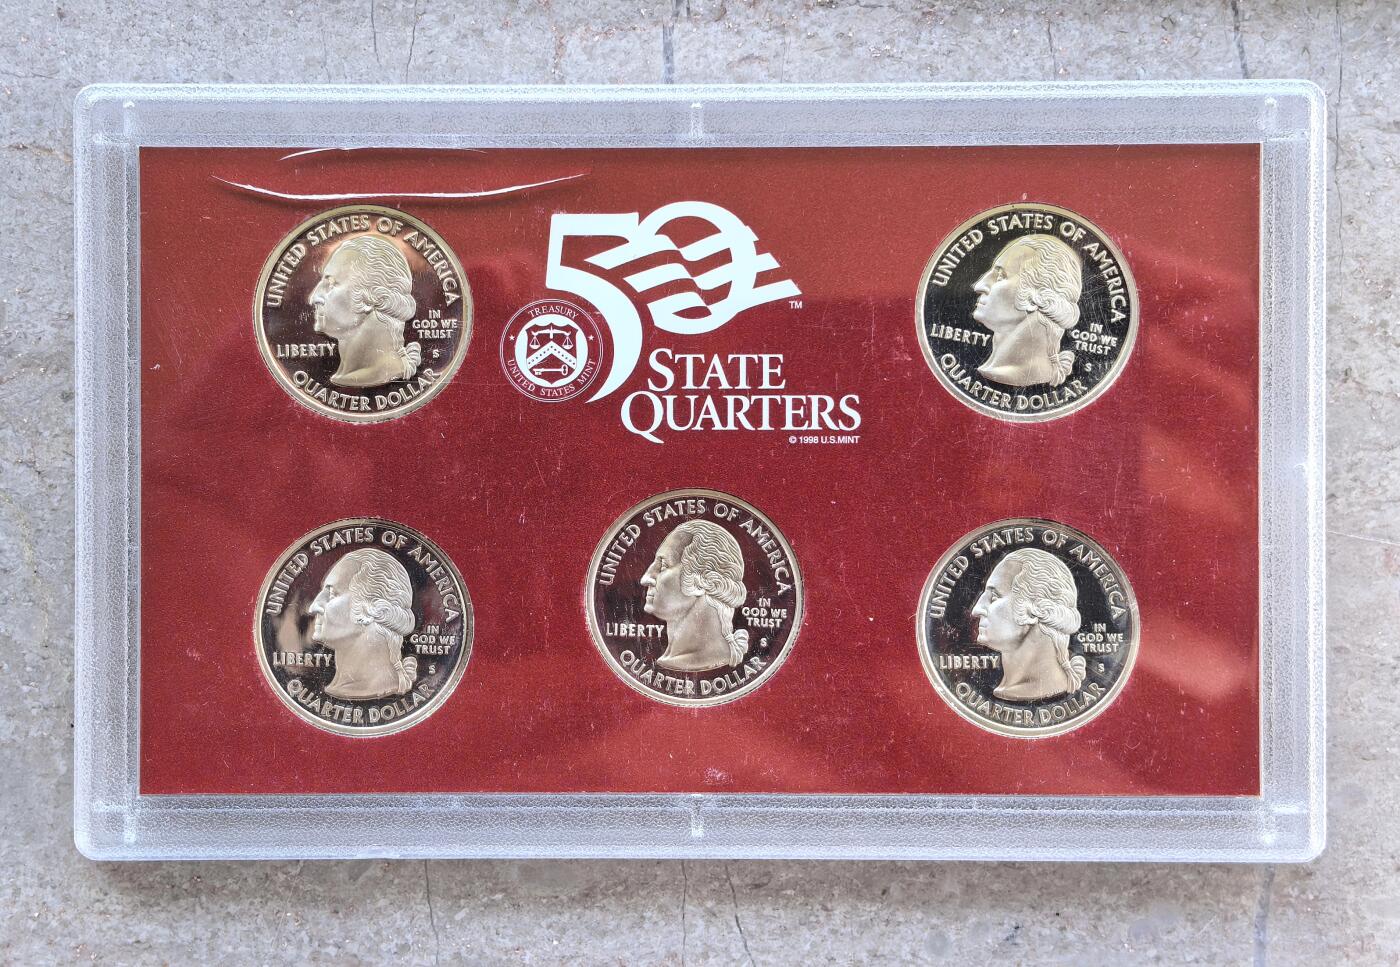 UNITED STATES OF AMERICA
LIBERTY
IN
GOD WE
TRUST
S
QUARTER DOLLAR
50
TM
TREASURY
UNITED STATES MINT
STATE
QUARTERS
© 1998 U.S.MINT
UNITED STATES OF AMERICA
LIBERTY
IN
GOD WE
TRUST
S
QUARTER DOLLAR
UNITED STATES OF AMERICA
LIBERTY
IN
GOD WE
TRUST
S
QUARTER DOLLAR
UNITED STATES OF AMERICA
LIBERTY
IN
GOD WE
TRUST
S
QUARTER DOLLAR
UNITED STATES OF AMERICA
LIBERTY
IN
GOD WE
TRUST
S
QUARTER DOLLAR